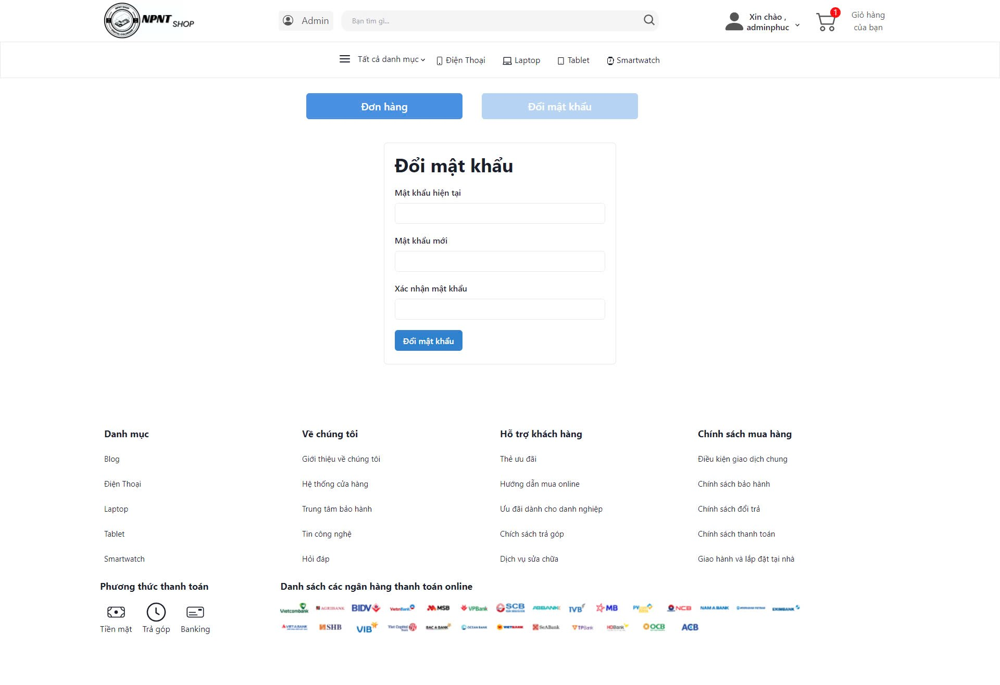 NPNT SHOP
NPNT SHOP
Admin
Bạn tìm gì...
Xin chào ,
adminphuc
1
Giỏ hàng
của bạn
Tất cả danh mục
Điện Thoại
Laptop
Tablet
Smartwatch
Đơn hàng
Đổi mật khẩu
Đổi mật khẩu
Mật khẩu hiện tại
Mật khẩu mới
Xác nhận mật khẩu
Đổi mật khẩu
Danh mục
Blog
Điện Thoại
Laptop
Tablet
Smartwatch
Về chúng tôi
Giới thiệu về chúng tôi
Hệ thống cửa hàng
Trung tâm bảo hành
Tin công nghệ
Hỏi đáp
Hỗ trợ khách hàng
Thẻ ưu đãi
Hướng dẫn mua online
Ưu đãi dành cho danh nghiệp
Chích sách trả góp
Dịch vụ sửa chữa
Chính sách mua hàng
Điều kiện giao dịch chung
Chính sách bảo hành
Chính sách đổi trả
Chính sách thanh toán
Giao hành và lắp đặt tại nhà
Phương thức thanh toán
Tiền mặt
Trả góp
Banking
Danh sách các ngân hàng thanh toán online
Vietcombank AGRIBANK BIDV VietinBank MSB VPBank SCB ABBANK IVB MB PV NCB NAM A BANK EXIMBANK
VIETABANK SHB VIB Viet Capital Bank BAC A BANK OCEAN BANK VIETBANK SeABank TPBank HDBank OCB ACB